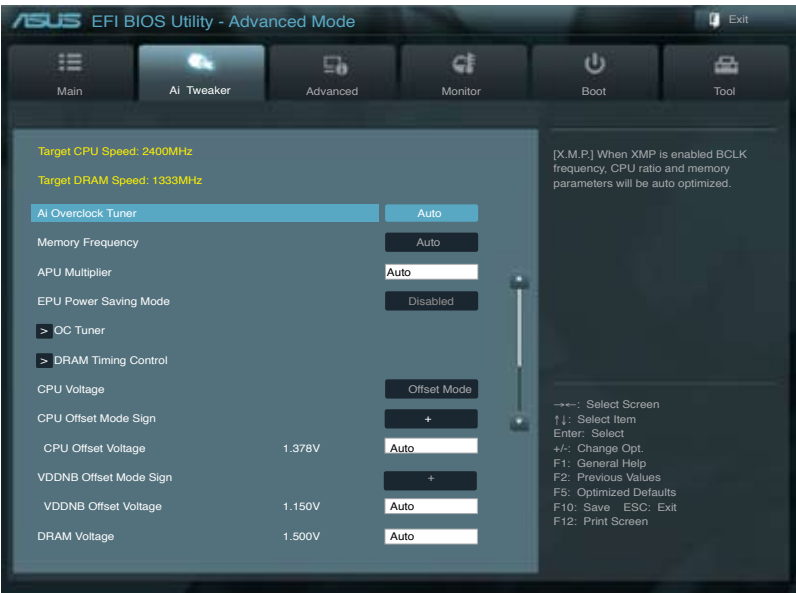 ASUS EFI BIOS Utility - Advanced Mode
Exit
Main
Ai Tweaker
Advanced
Monitor
Boot
Tool
Target CPU Speed: 2400MHz
Target DRAM Speed: 1333MHz
Ai Overclock Tuner Auto
Memory Frequency Auto
APU Multiplier Auto
EPU Power Saving Mode Disabled
> OC Tuner
> DRAM Timing Control
CPU Voltage Offset Mode
CPU Offset Mode Sign +
CPU Offset Voltage 1.378V Auto
VDDNB Offset Mode Sign +
VDDNB Offset Voltage 1.150V Auto
DRAM Voltage 1.500V Auto
[X.M.P.] When XMP is enabled BCLK
frequency, CPU ratio and memory
parameters will be auto optimized.
→←: Select Screen
↑↓: Select Item
Enter: Select
+/-: Change Opt.
F1: General Help
F2: Previous Values
F5: Optimized Defaults
F10: Save ESC: Exit
F12: Print Screen